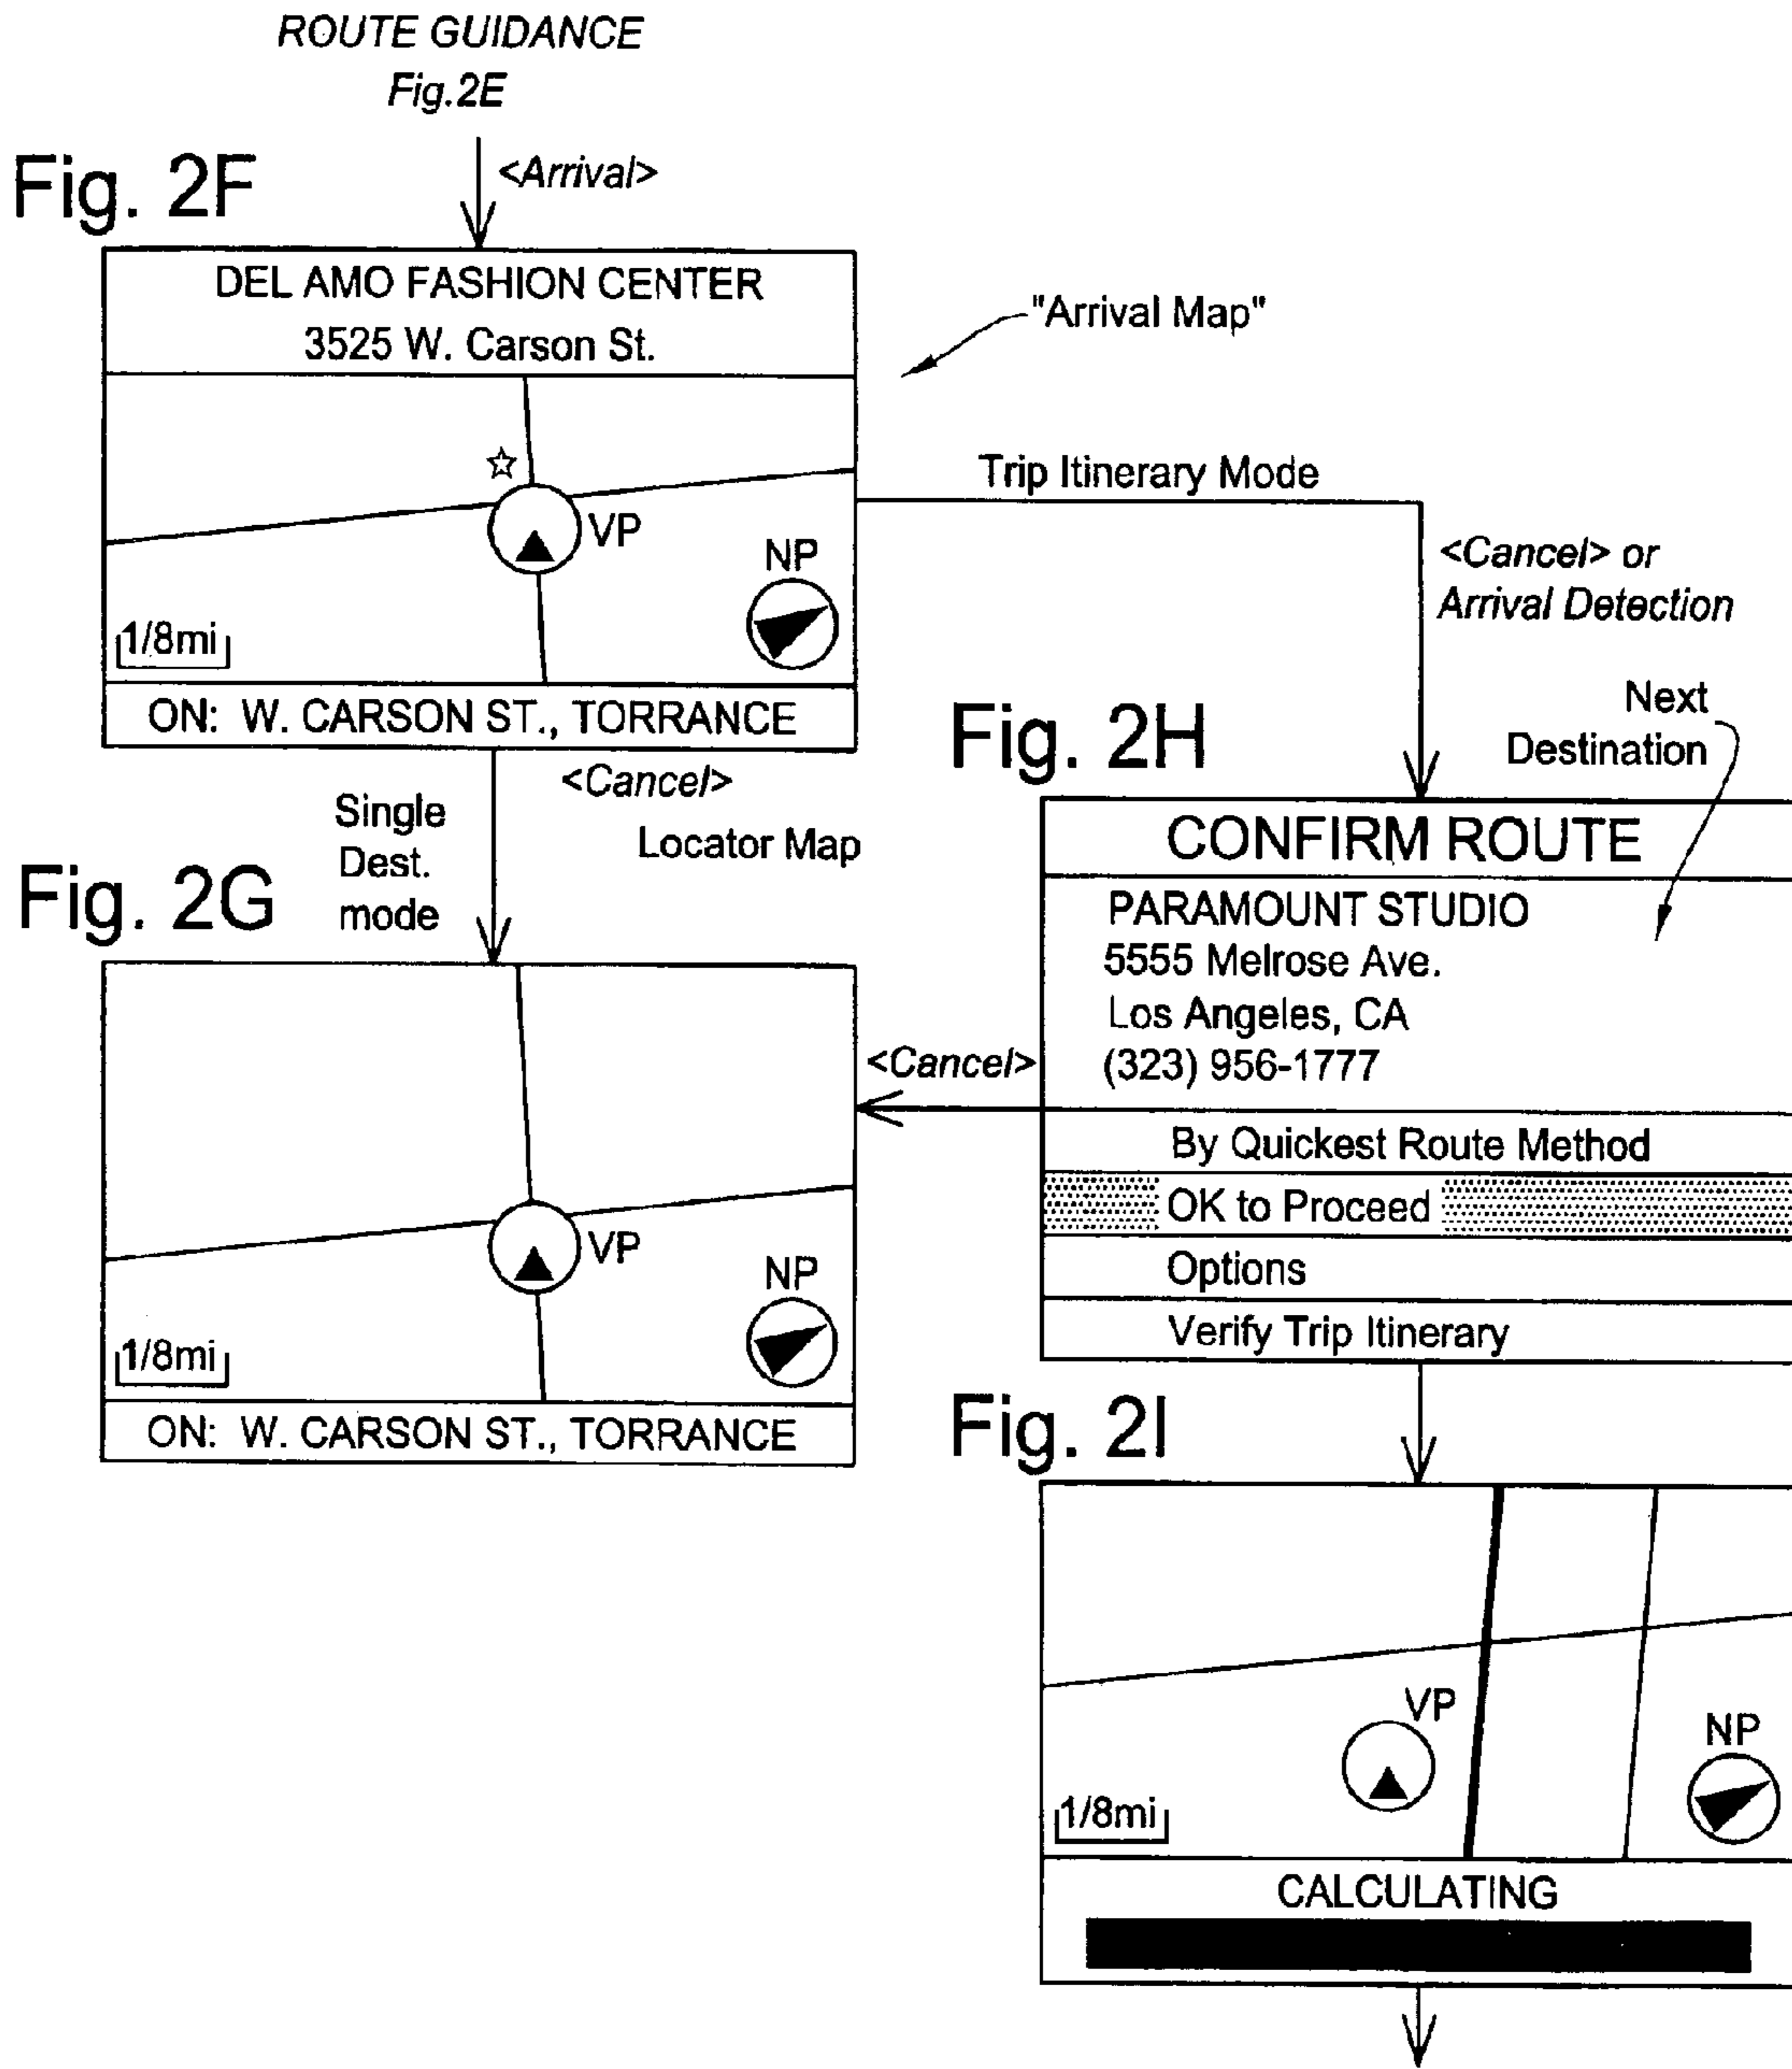 ROUTE GUIDANCE
Fig.2E
<Arrival>
Fig. 2F
DEL AMO FASHION CENTER
3525 W. Carson St.
"Arrival Map"
VP
NP
1/8mi
ON: W. CARSON ST., TORRANCE
Trip Itinerary Mode
<Cancel> or
Arrival Detection
<Cancel>
Single
Dest.
mode
Locator Map
Fig. 2G
VP
NP
1/8mi
ON: W. CARSON ST., TORRANCE
Fig. 2H
Next
Destination
CONFIRM ROUTE
PARAMOUNT STUDIO
5555 Melrose Ave.
Los Angeles, CA
(323) 956-1777
<Cancel>
By Quickest Route Method
OK to Proceed
Options
Verify Trip Itinerary
Fig. 2I
VP
NP
1/8mi
CALCULATING